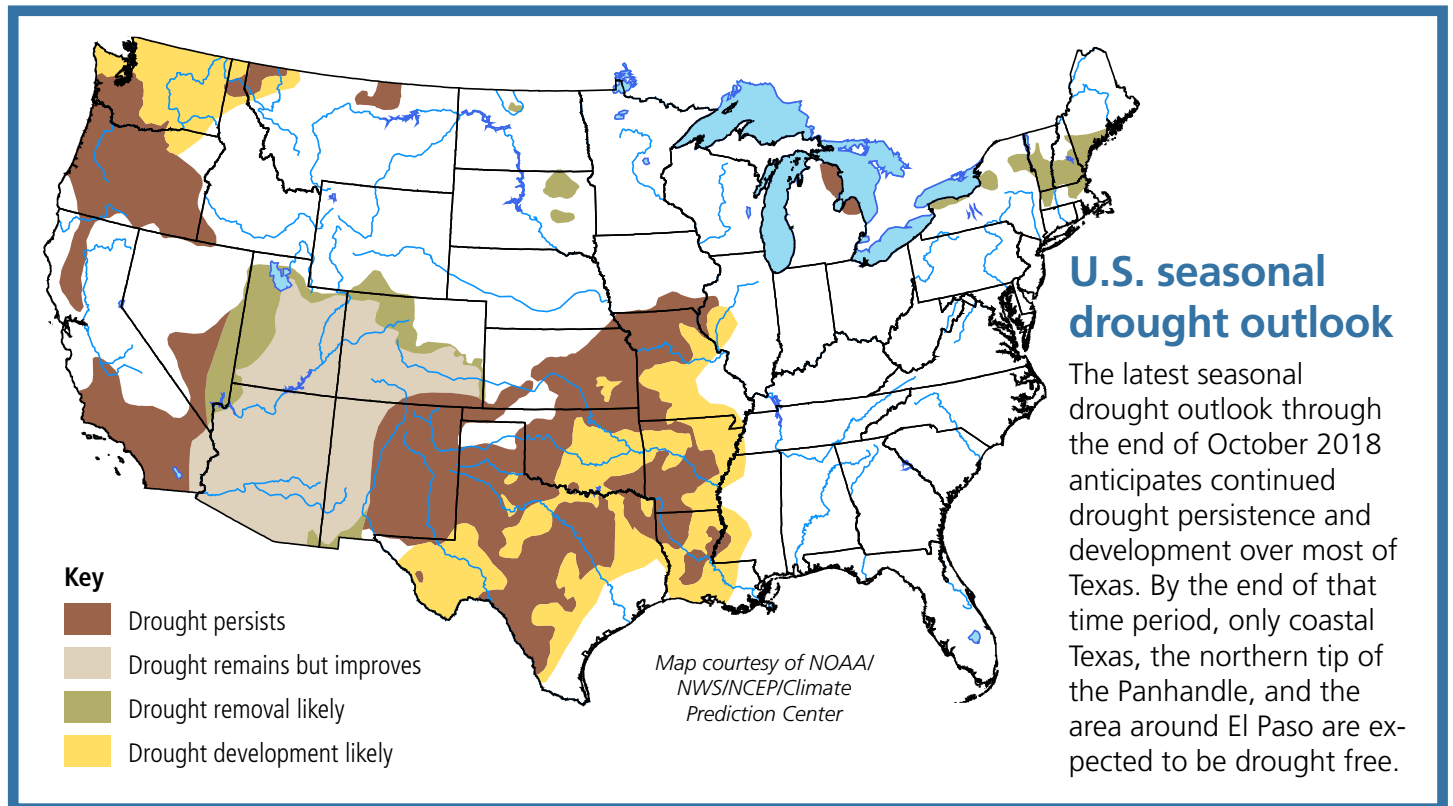 U.S. seasonal
drought outlook
The latest seasonal
drought outlook through
the end of October 2018
anticipates continued
drought persistence and
development over most of
Texas. By the end of that
time period, only coastal
Texas, the northern tip of
the Panhandle, and the
area around El Paso are ex-
pected to be drought free.
Key
Drought persists
Drought remains but improves
Drought removal likely
Drought development likely
Map courtesy of NOAA/
NWS/NCEP/Climate
Prediction Center